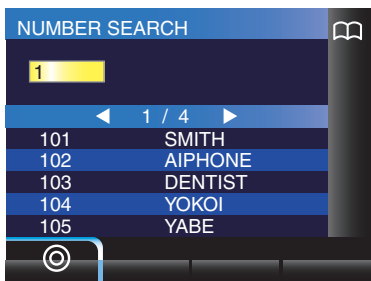 NUMBER SEARCH
1
1 / 4
101 SMITH
102 AIPHONE
103 DENTIST
104 YOKOI
105 YABE